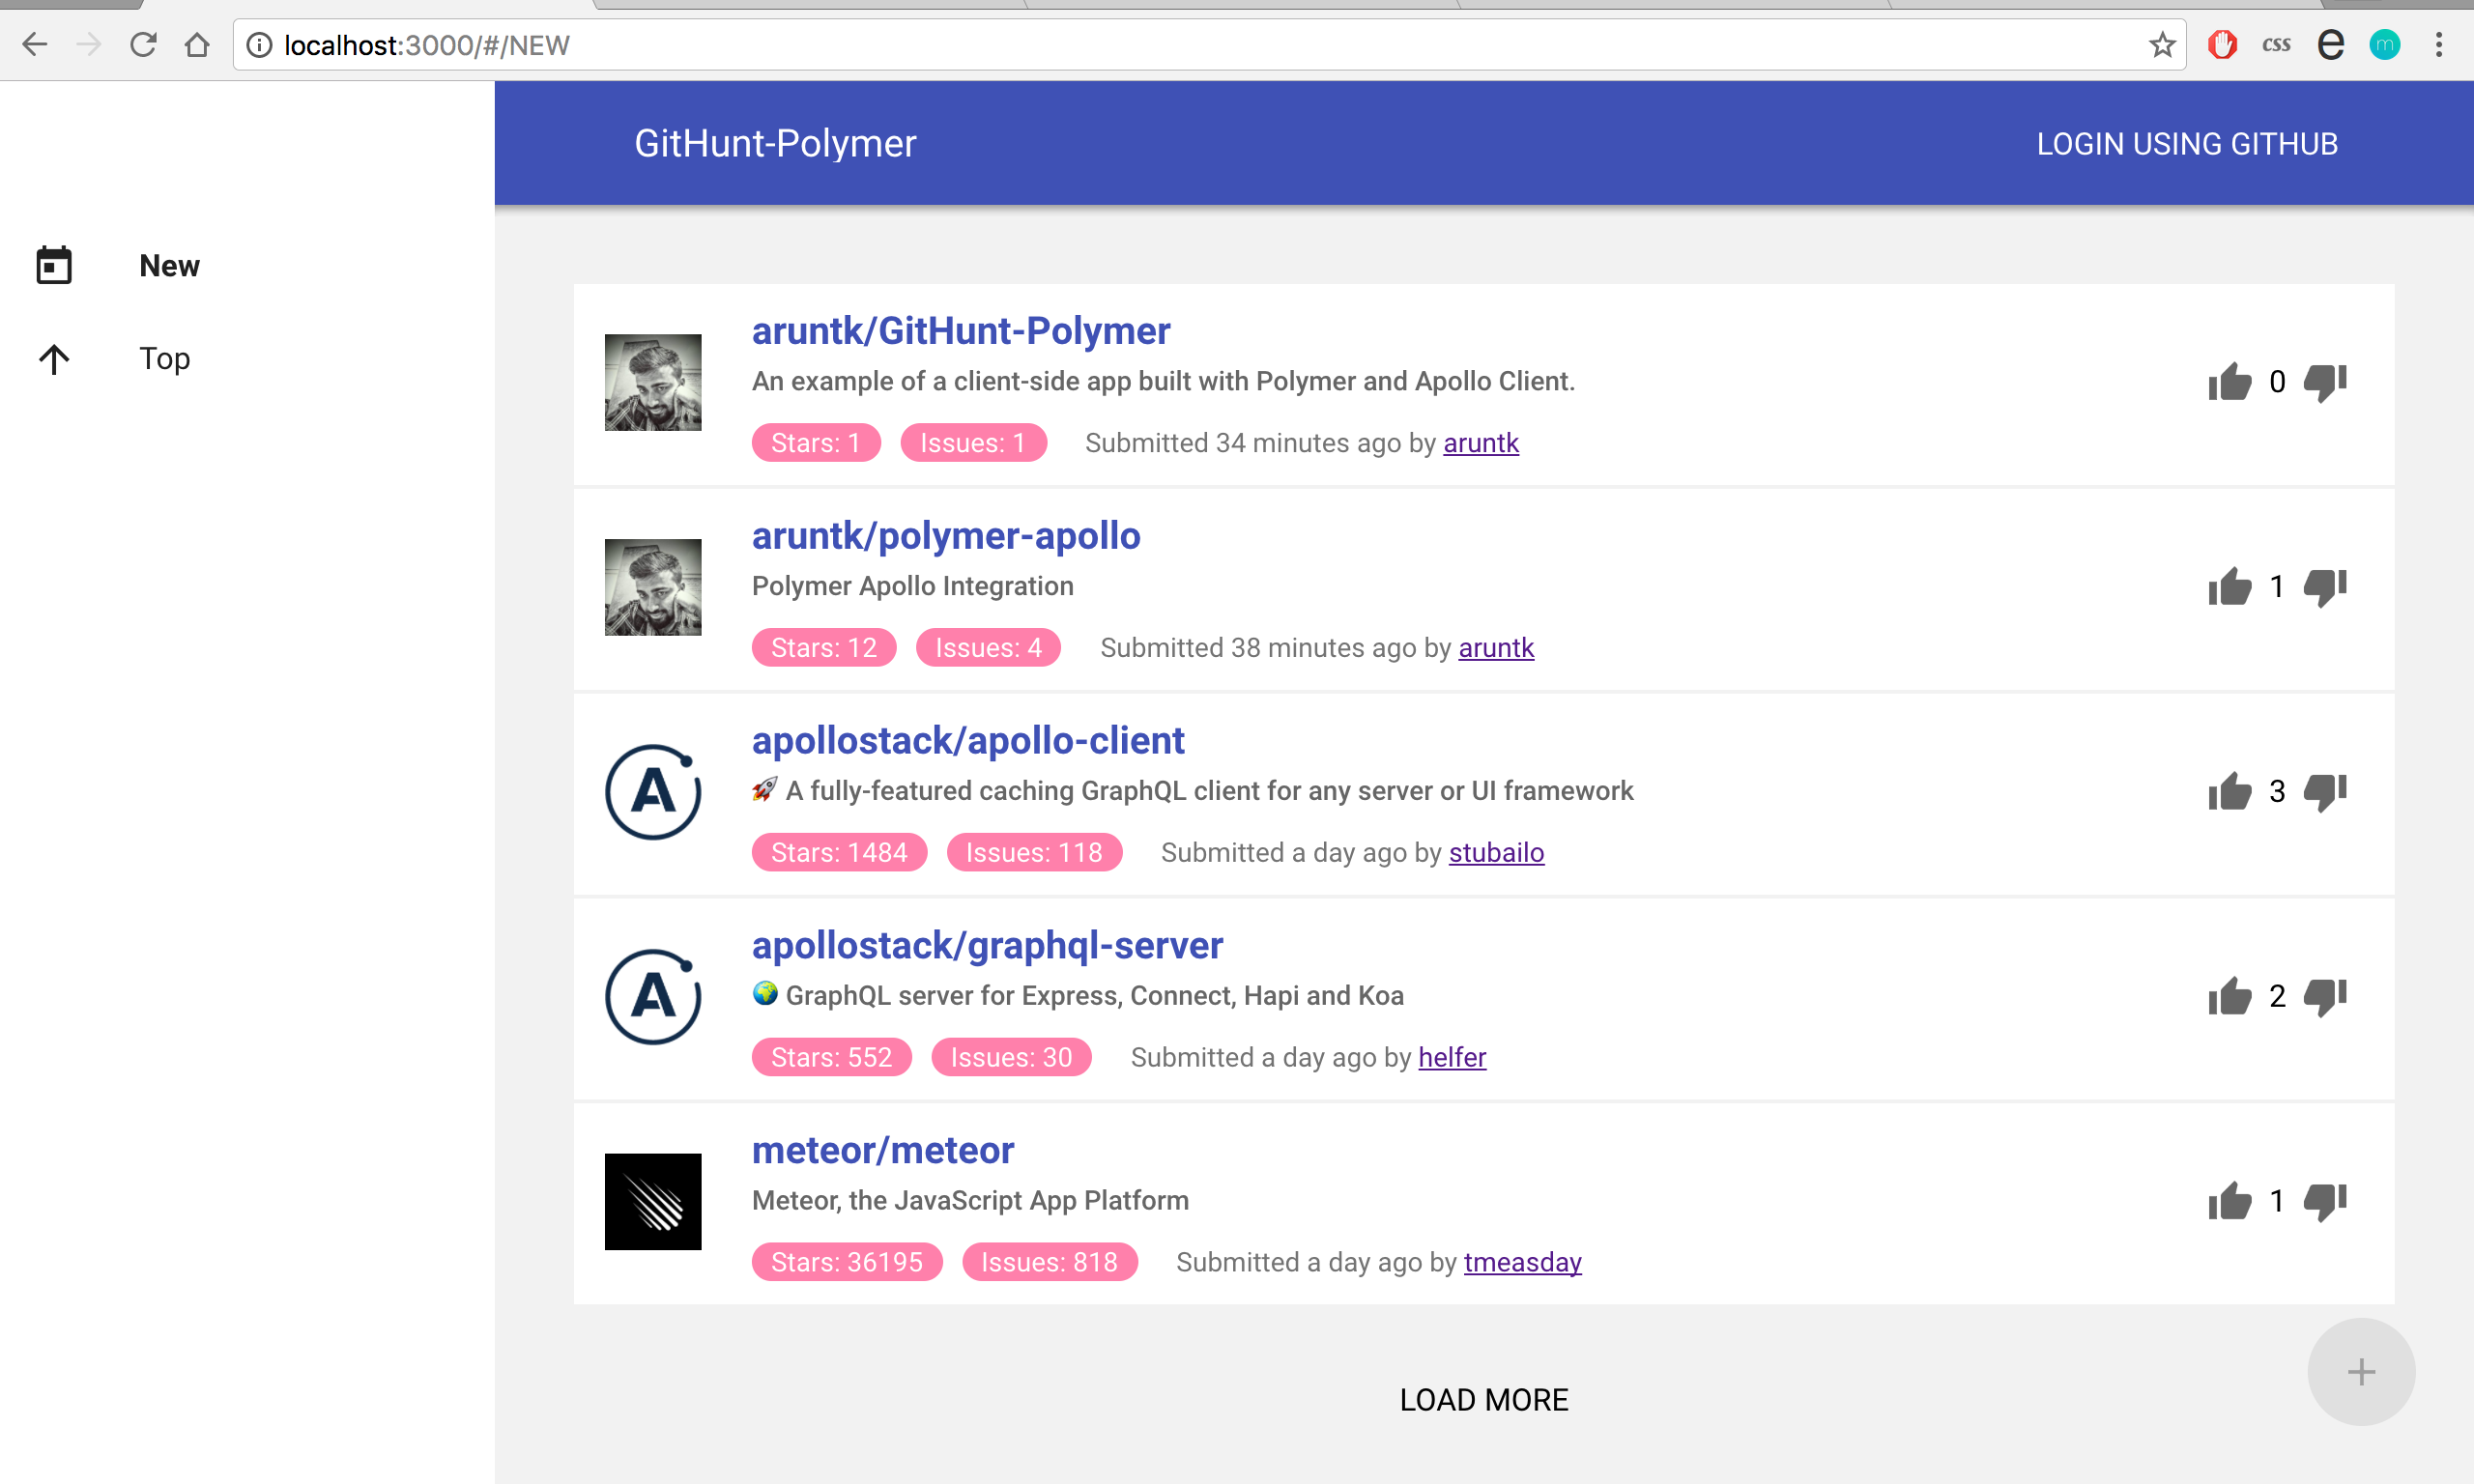 localhost:3000/#/NEW
css
e
m
GitHunt-Polymer
LOGIN USING GITHUB
New
Top
aruntk/GitHunt-Polymer
An example of a client-side app built with Polymer and Apollo Client.
0
Stars: 1 Issues: 1 Submitted 34 minutes ago by aruntk
aruntk/polymer-apollo
Polymer Apollo Integration
1
Stars: 12 Issues: 4 Submitted 38 minutes ago by aruntk
A
apollostack/apollo-client
🚀 A fully-featured caching GraphQL client for any server or UI framework
3
Stars: 1484 Issues: 118 Submitted a day ago by stubailo
A
apollostack/graphql-server
🌍 GraphQL server for Express, Connect, Hapi and Koa
2
Stars: 552 Issues: 30 Submitted a day ago by helfer
meteor/meteor
Meteor, the JavaScript App Platform
1
Stars: 36195 Issues: 818 Submitted a day ago by tmeasday
LOAD MORE
+